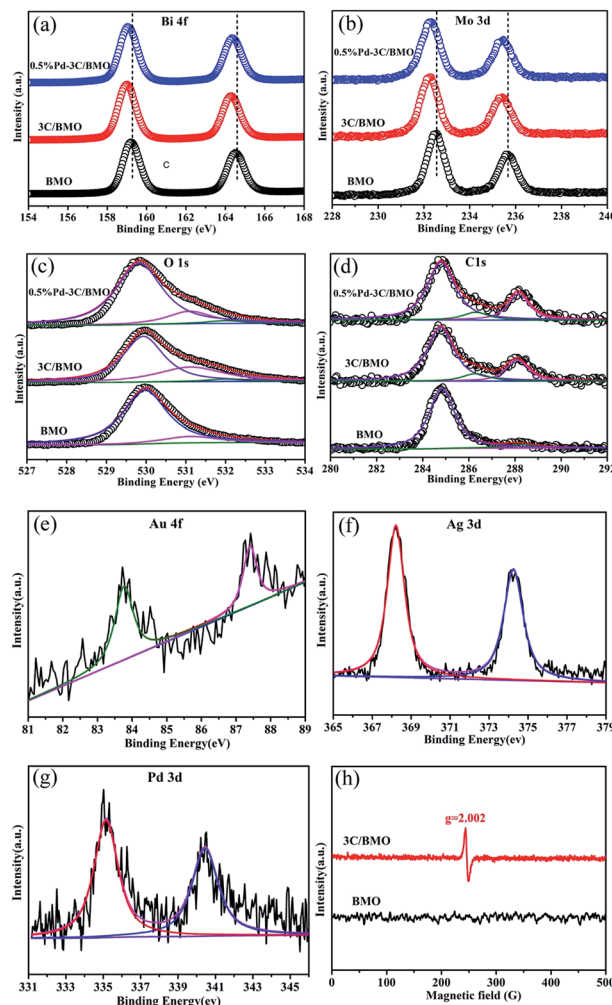 (a) Bi 4f
0.5%Pd-3C/BMO
3C/BMO
BMO
C
Intensity (a.u.)
154 156 158 160 162 164 166 168
Binding Energy (eV)
(b) Mo 3d
0.5%Pd-3C/BMO
3C/BMO
BMO
Intensity (a.u.)
228 230 232 234 236 238 240
Binding Energy (eV)
(c) O 1s
0.5%Pd-3C/BMO
3C/BMO
BMO
Intensity (a.u.)
527 528 529 530 531 532 533 534
Binding Energy (eV)
(d) C1s
0.5%Pd-3C/BMO
3C/BMO
BMO
Intensity (a.u.)
280 282 284 286 288 290 292
Binding Energy(ev)
(e) Au 4f
Intensity(a.u.)
81 82 83 84 85 86 87 88 89
Binding Energy(eV)
(f) Ag 3d
Intensity(a.u.)
365 367 369 371 373 375 377 379
Binding Energy(ev)
(g) Pd 3d
Intensity(a.u.)
331 333 335 337 339 341 343 345
Binding Energy(ev)
(h)
g=2.002
3C/BMO
BMO
Intensity(a.u.)
0 100 200 300 400 500
Magnetic field (G)